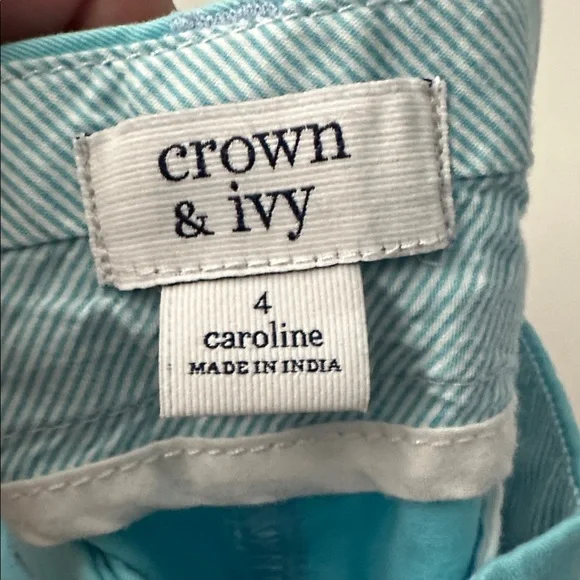 crown
& ivy
4
caroline
MADE IN INDIA